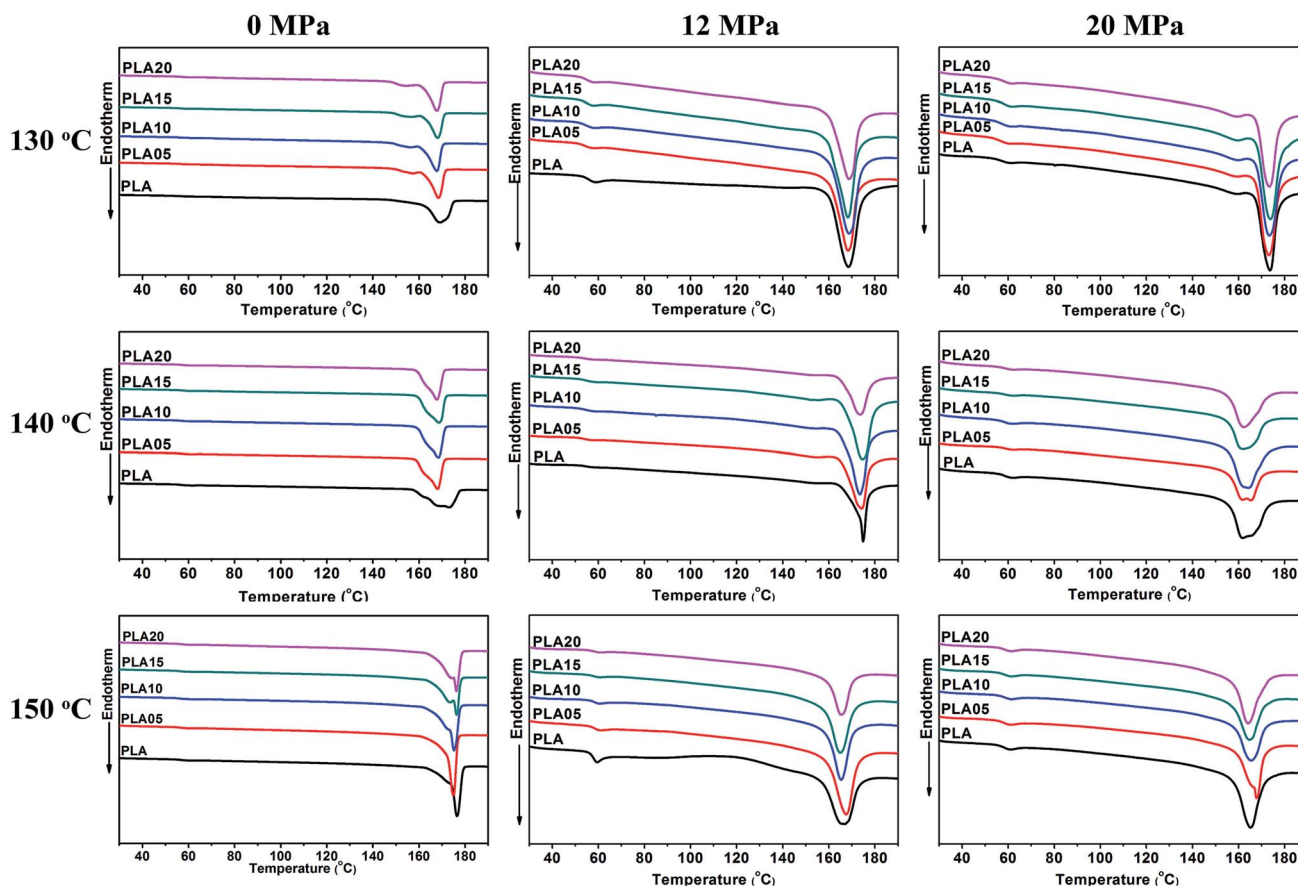 0 MPa
12 MPa
20 MPa
130 °C
Endotherm
PLA20
PLA15
PLA10
PLA05
PLA
40 60 80 100 120 140 160 180
Temperature (°C)
Endotherm
PLA20
PLA15
PLA10
PLA05
PLA
40 60 80 100 120 140 160 180
Temperature (°C)
Endotherm
PLA20
PLA15
PLA10
PLA05
PLA
40 60 80 100 120 140 160 180
Temperature (°C)
140 °C
Endotherm
PLA20
PLA15
PLA10
PLA05
PLA
40 60 80 100 120 140 160 180
Temperature (°C)
Endotherm
PLA20
PLA15
PLA10
PLA05
PLA
40 60 80 100 120 140 160 180
Temperature (°C)
Endotherm
PLA20
PLA15
PLA10
PLA05
PLA
40 60 80 100 120 140 160 180
Temperature (°C)
150 °C
Endotherm
PLA20
PLA15
PLA10
PLA05
PLA
40 60 80 100 120 140 160 180
Temperature (°C)
Endotherm
PLA20
PLA15
PLA10
PLA05
PLA
40 60 80 100 120 140 160 180
Temperature (°C)
Endotherm
PLA20
PLA15
PLA10
PLA05
PLA
40 60 80 100 120 140 160 180
Temperature (°C)